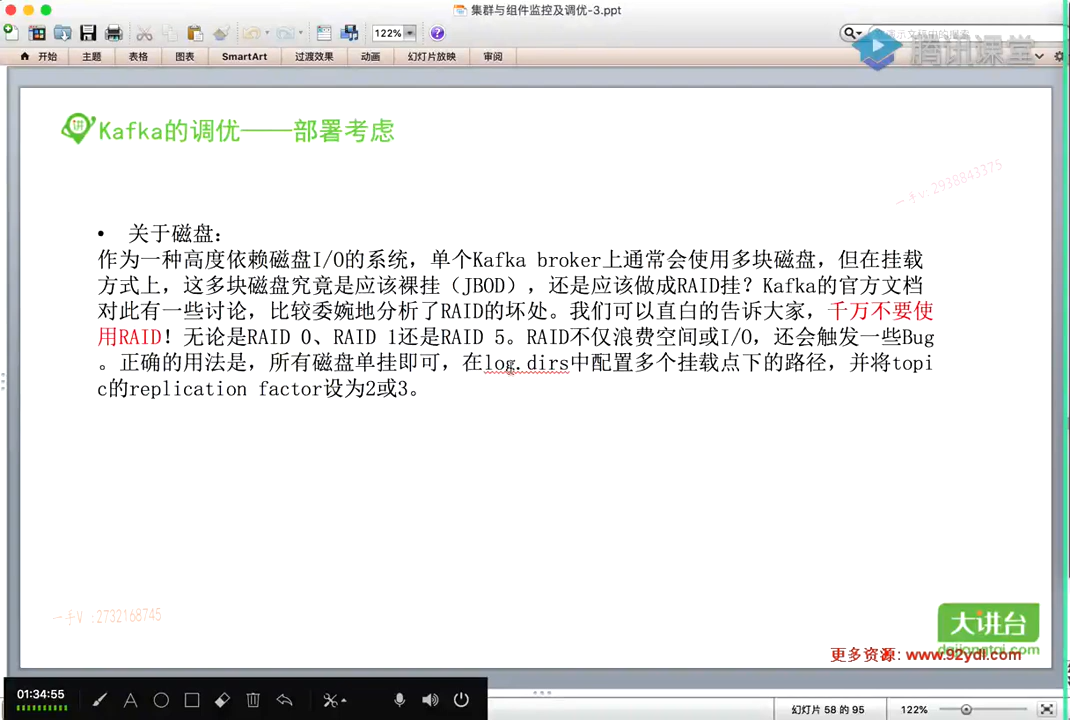 集群与组件监控及调优-3.ppt
122%
腾讯课堂
开始 主题 表格 图表 SmartArt 过渡效果 动画 幻灯片放映 审阅
Kafka的调优——部署考虑
一手v:2938843375
• 关于磁盘：
作为一种高度依赖磁盘I/O的系统，单个Kafka broker上通常会使用多块磁盘，但在挂载
方式上，这多块磁盘究竟是应该裸挂（JBOD），还是应该做成RAID挂？Kafka的官方文档
对此有一些讨论，比较委婉地分析了RAID的坏处。我们可以直白的告诉大家，千万不要使
用RAID！无论是RAID 0、RAID 1还是RAID 5。RAID不仅浪费空间或I/O，还会触发一些Bug
。正确的用法是，所有磁盘单挂即可，在log.dirs中配置多个挂载点下的路径，并将topi
c的replication factor设为2或3。
一手V :2732168745
大讲台
dajiangtai.com
更多资源: www.92ydl.com
01:34:55
幻灯片 58 的 95
122%